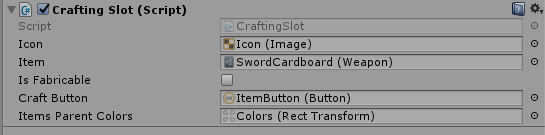 Crafting Slot (Script)
Script CraftingSlot
Icon Icon (Image)
Item SwordCardboard (Weapon)
Is Fabricable
Craft Button ItemButton (Button)
Items Parent Colors Colors (Rect Transform)